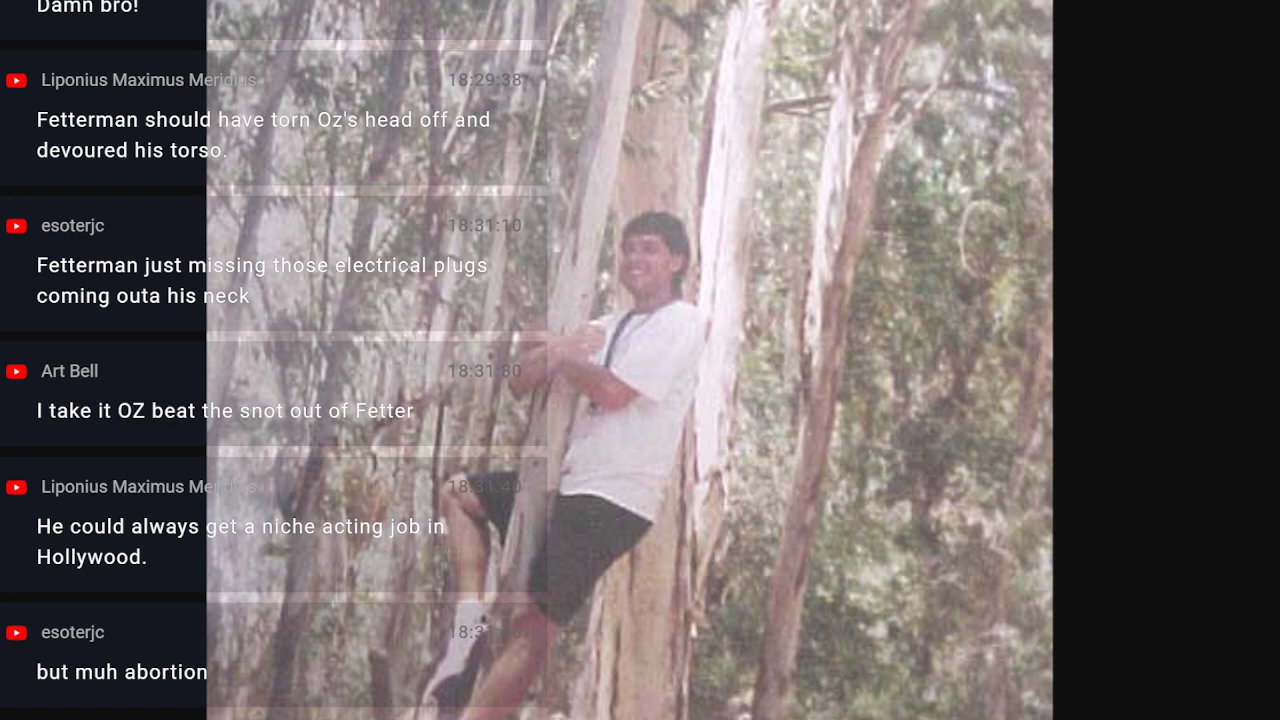 Damn bro!
Liponius Maximus Meridius 18:29:38
Fetterman should have torn Oz's head off and
devoured his torso.
esoterjc 18:31:10
Fetterman just missing those electrical plugs
coming outa his neck
Art Bell 18:31:30
I take it OZ beat the snot out of Fetter
Liponius Maximus Meridius 18:31:40
He could always get a niche acting job in
Hollywood.
esoterjc
but muh abortion